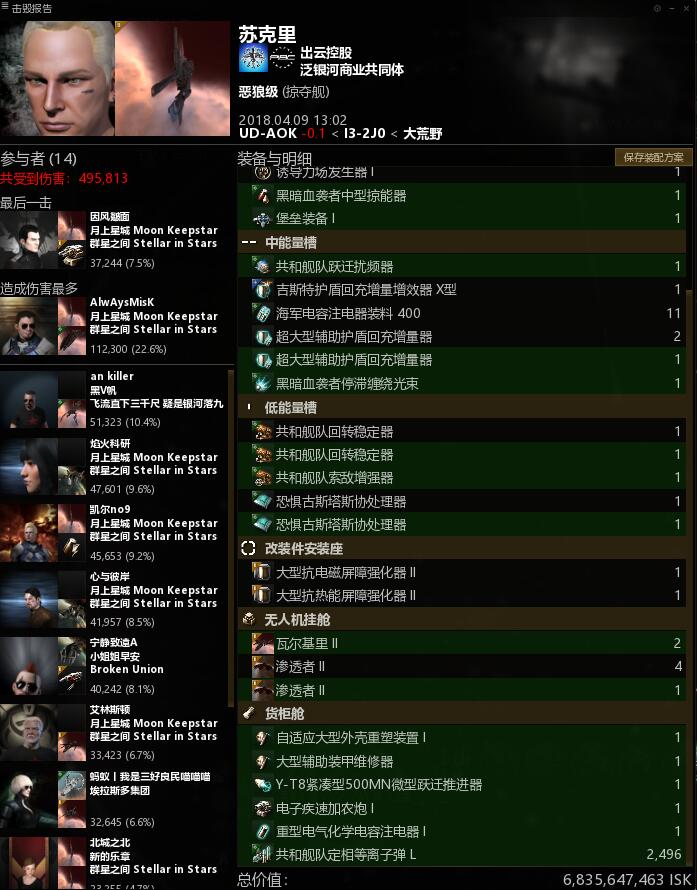 击毁报告
苏克里
出云控股
泛银河商业共同体
恶狼级 (掠夺舰)
2018.04.09 13:02
UD-AOK -0.1 < I3-2J0 < 大荒野
参与者 (14)
共受到伤害: 495,813
最后一击
因风皺面
月上星城 Moon Keepstar
群星之间 Stellar in Stars
37,244 (7.5%)
造成伤害最多
AlwAysMisK
月上星城 Moon Keepstar
群星之间 Stellar in Stars
112,300 (22.6%)
an killer
黑V帆
飞流直下三千尺 疑是银河落九
51,323 (10.4%)
焰火科研
月上星城 Moon Keepstar
群星之间 Stellar in Stars
47,601 (9.6%)
凯尔no9
月上星城 Moon Keepstar
群星之间 Stellar in Stars
45,653 (9.2%)
心与彼岸
月上星城 Moon Keepstar
群星之间 Stellar in Stars
41,957 (8.5%)
宁静致遠A
小姐姐早安
Broken Union
40,242 (8.1%)
艾林斯顿
月上星城 Moon Keepstar
群星之间 Stellar in Stars
33,423 (6.7%)
蚂蚁丨我是三好良民喵喵喵
埃拉斯多集团
32,645 (6.6%)
北城之北
新的乐章
群星之间 Stellar in Stars
23,255 (4.7%)
装备与明细
保存装配方案
诱导力场发生器 I 1
黑暗血袭者中型掠能器 1
堡垒装备 I 1
中能量槽
共和舰队跃迁扰频器 1
吉斯特护盾回充增量增效器 X型 1
海军电容注电器装料 400 11
超大型辅助护盾回充增量器 2
超大型辅助护盾回充增量器 1
黑暗血袭者停滞缠绕光束 1
低能量槽
共和舰队回转稳定器 1
共和舰队回转稳定器 1
共和舰队索敌增强器 1
恐惧古斯塔斯协处理器 1
恐惧古斯塔斯协处理器 1
改装件安装座
大型抗电磁屏障强化器 II 1
大型抗热能屏障强化器 II 1
无人机挂舱
瓦尔基里 II 2
渗透者 II 4
渗透者 II 1
货柜舱
自适应大型外壳重塑装置 I 1
大型辅助装甲维修器 1
Y-T8紧凑型500MN微型跃迁推进器 1
电子疾速加农炮 I 1
重型电气化学电容注电器 I 1
共和舰队定相等离子弹 L 2,496
总价值: 6,835,647,463 ISK